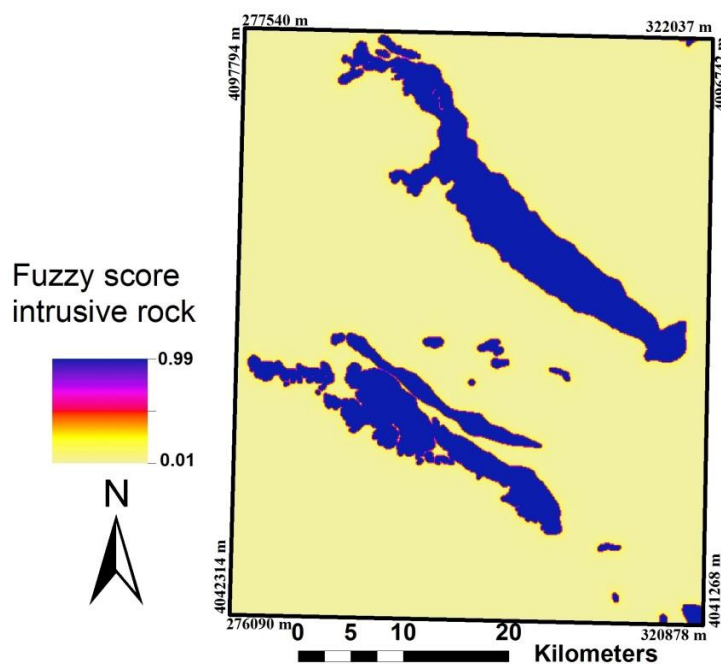 277540 m
322037 m
4097794 m
4096742 m
Fuzzy score
intrusive rock
0.99
0.01
N
4042314 m
4041268 m
276090 m
320878 m
0 5 10 20
Kilometers